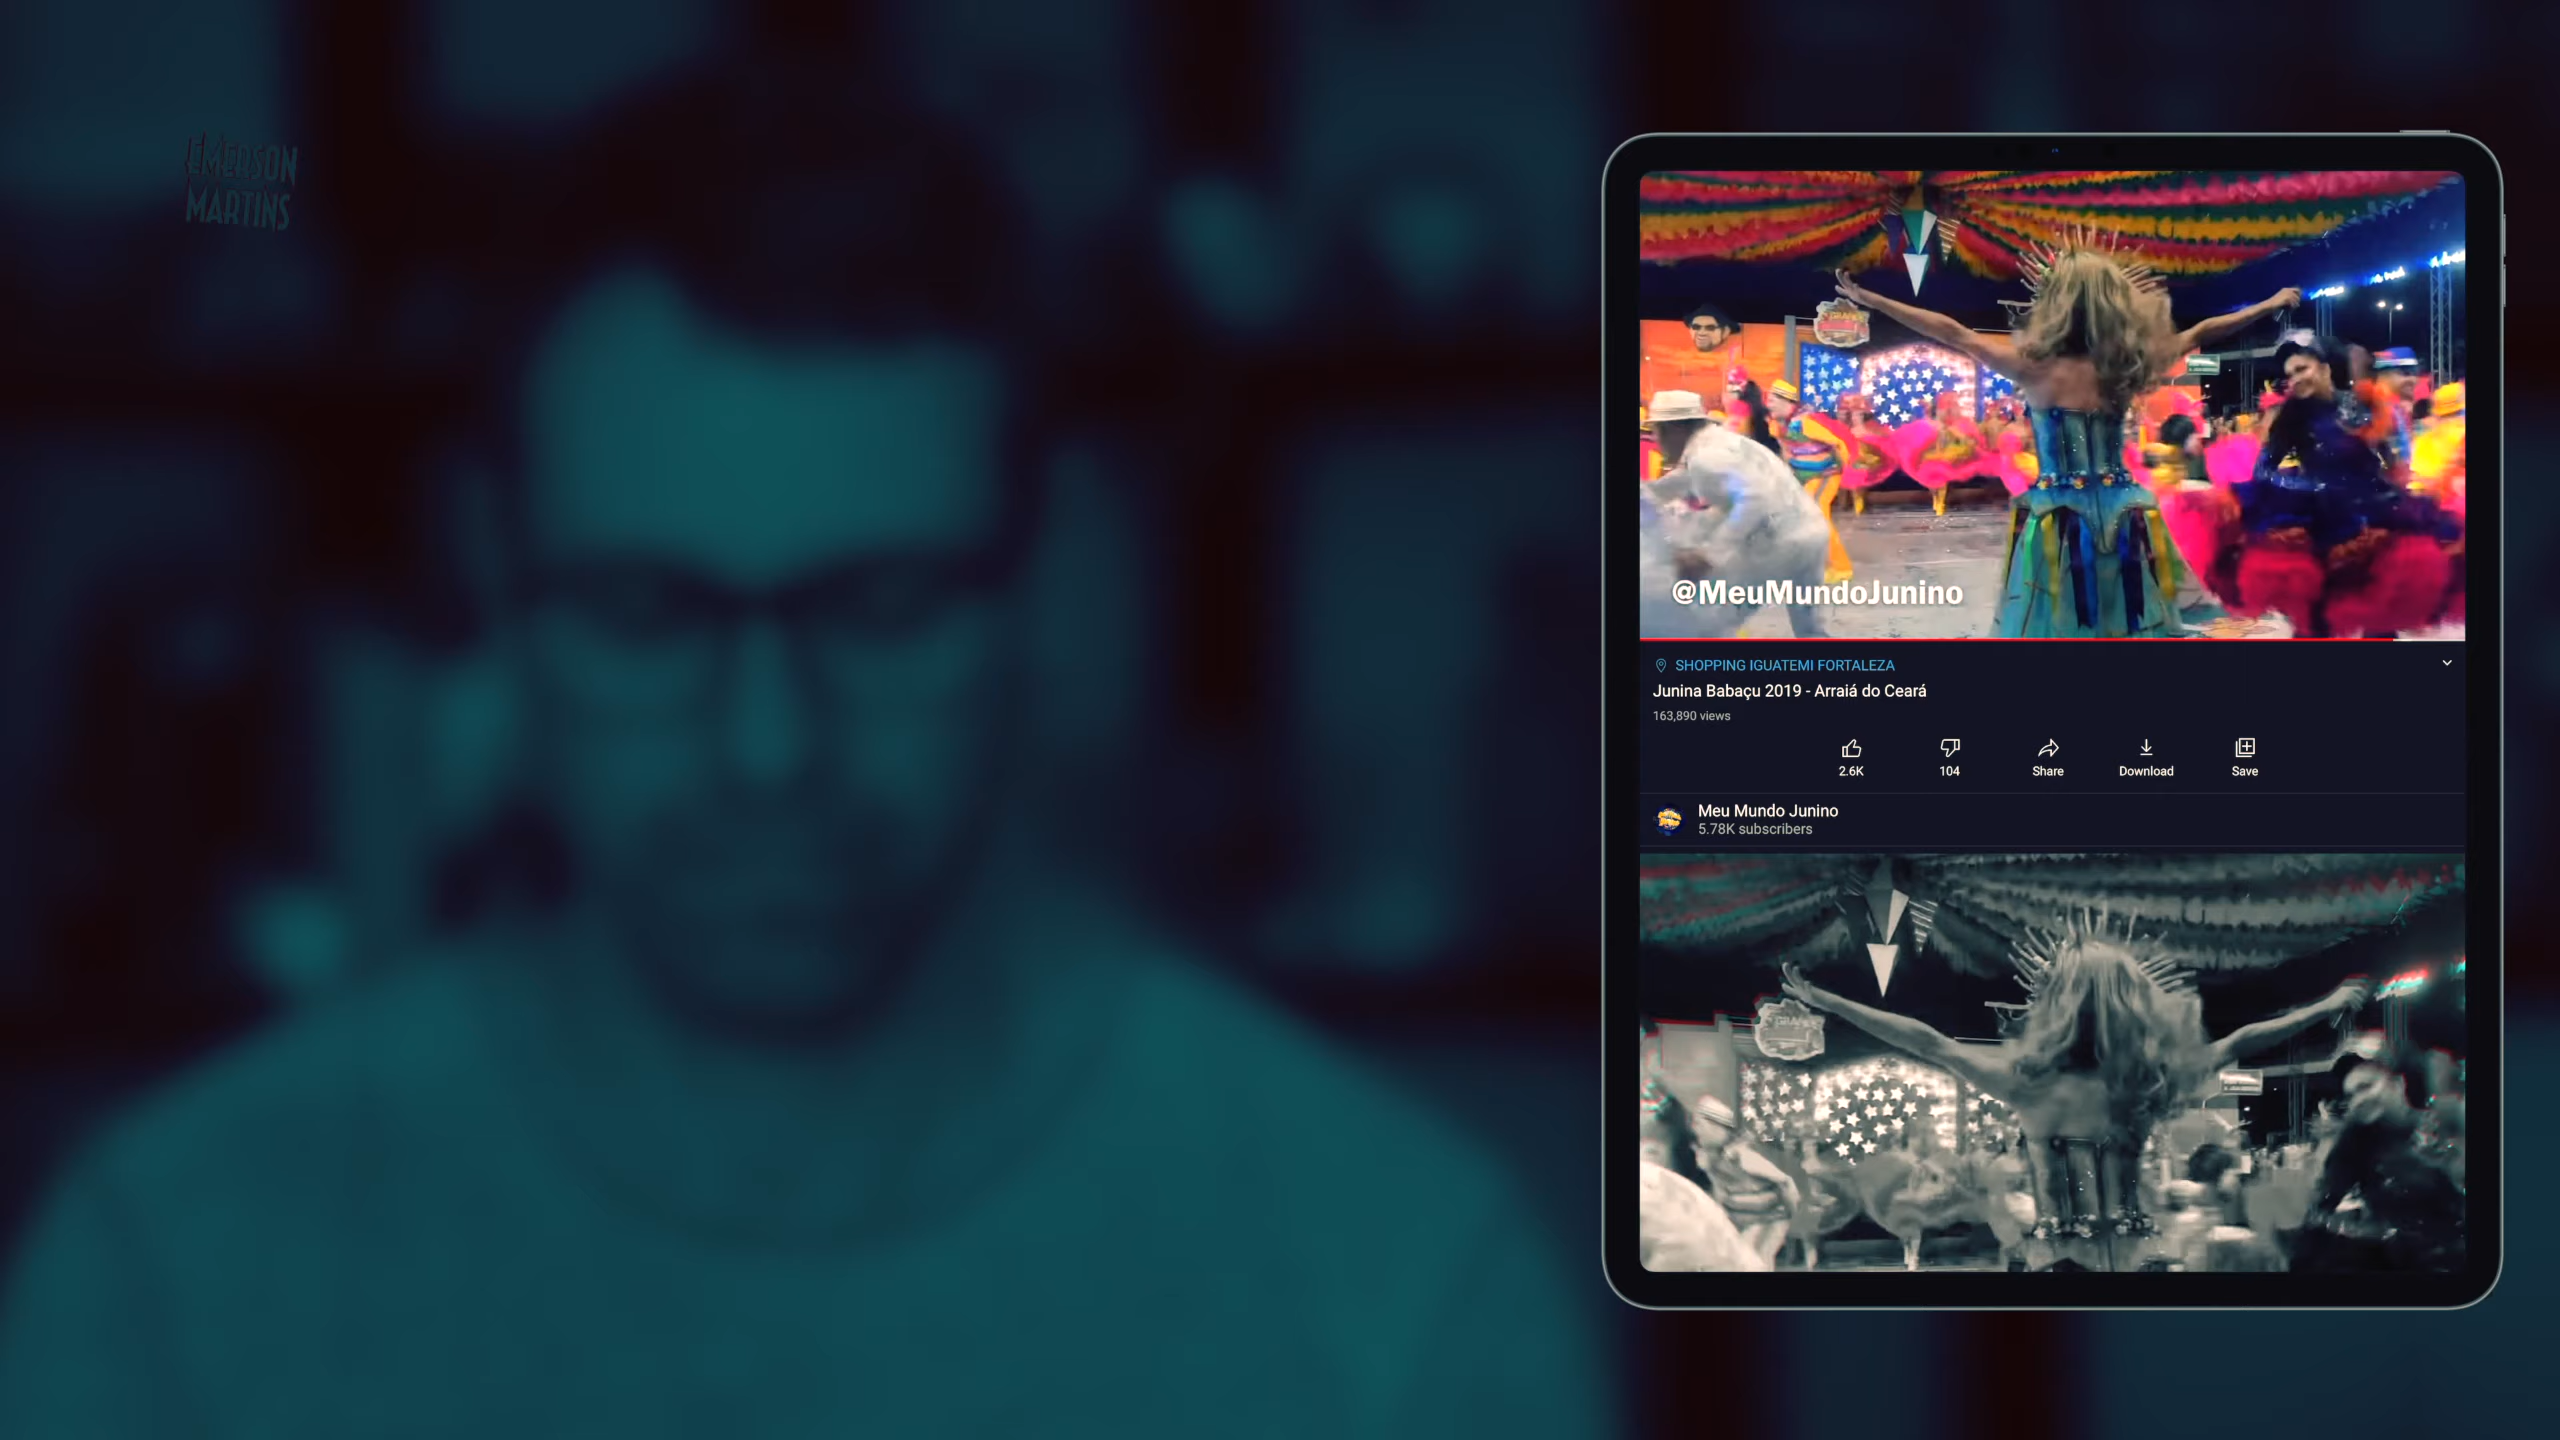 EMERSON
MARTINS
@MeuMundoJunino
SHOPPING IGUATEMI FORTALEZA
Junina Babaçu 2019 - Arraiá do Ceará
163,890 views
2.6K
104
Share
Download
Save
Meu Mundo Junino
5.78K subscribers